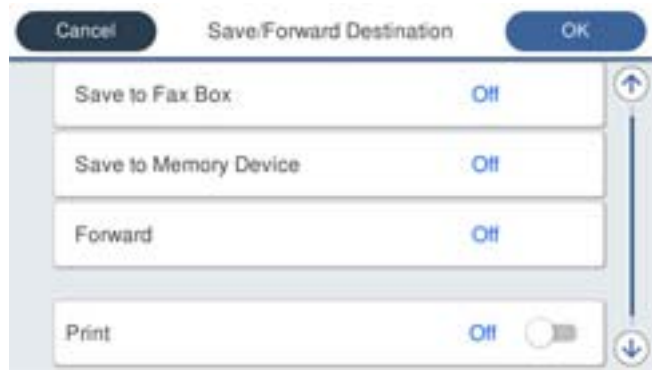 Cancel Save/Forward Destination OK
Save to Fax Box Off
Save to Memory Device Off
Forward Off
Print Off